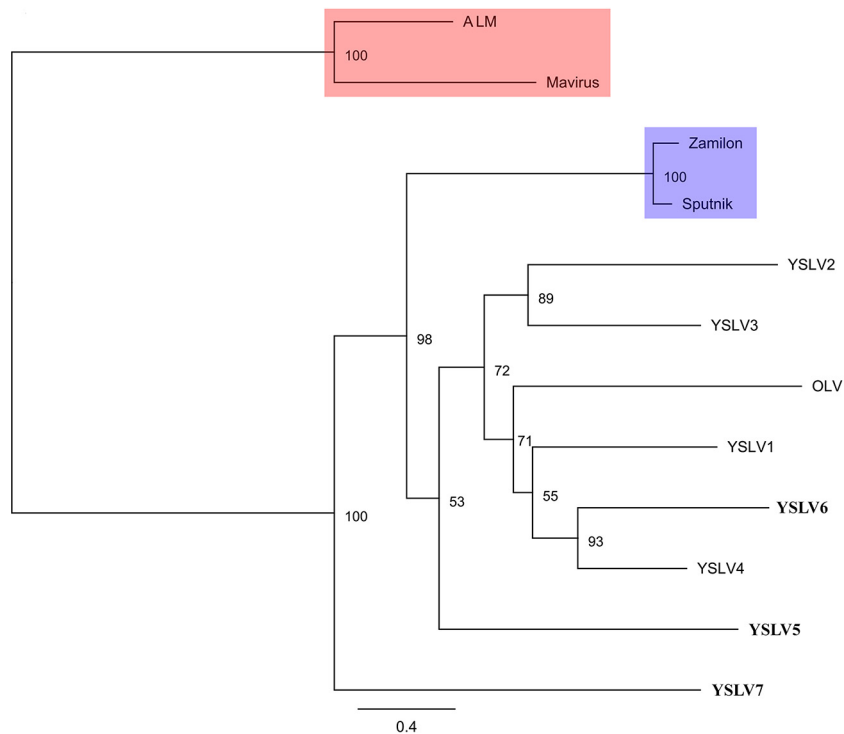 ALM
100
Mavirus
Zamilon
100
Sputnik
YSLV2
89
YSLV3
98
72
OLV
71
YSLV1
55
53
YSLV6
100
93
YSLV4
YSLV5
YSLV7
0.4